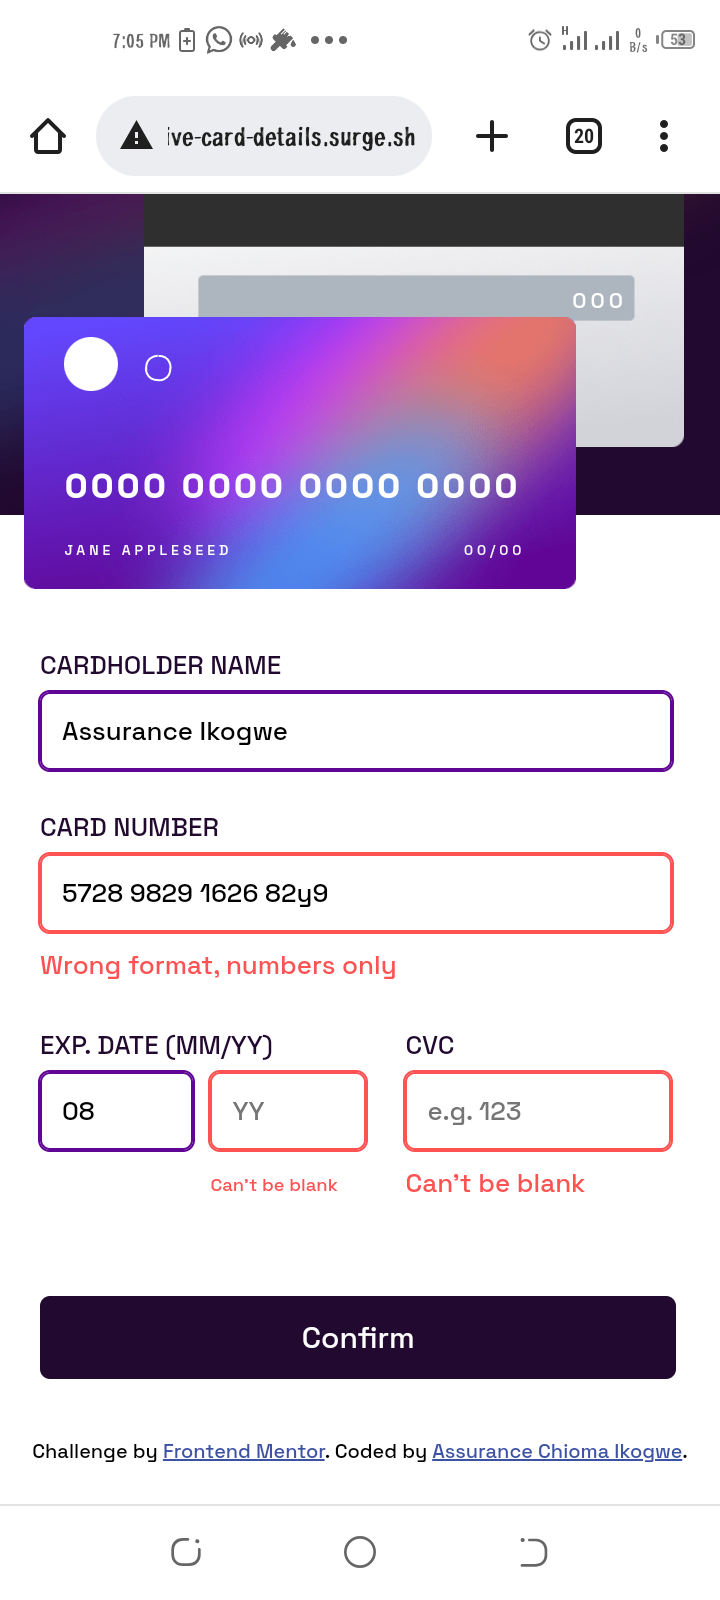 7:05 PM
H
0
B/s
53
ive-card-details.surge.sh
20
000
0000 0000 0000 0000
JANE APPLESEED
00/00
CARDHOLDER NAME
Assurance Ikogwe
CARD NUMBER
5728 9829 1626 82y9
Wrong format, numbers only
EXP. DATE (MM/YY)
CVC
08
YY
e.g. 123
Can't be blank
Can't be blank
Confirm
Challenge by Frontend Mentor. Coded by Assurance Chioma Ikogwe.